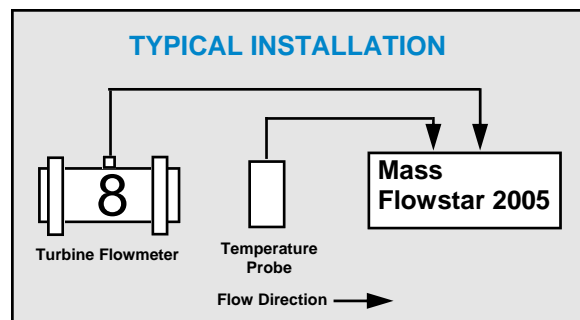 TYPICAL INSTALLATION
8
Turbine Flowmeter
Temperature
Probe
Mass
Flowstar 2005
Flow Direction